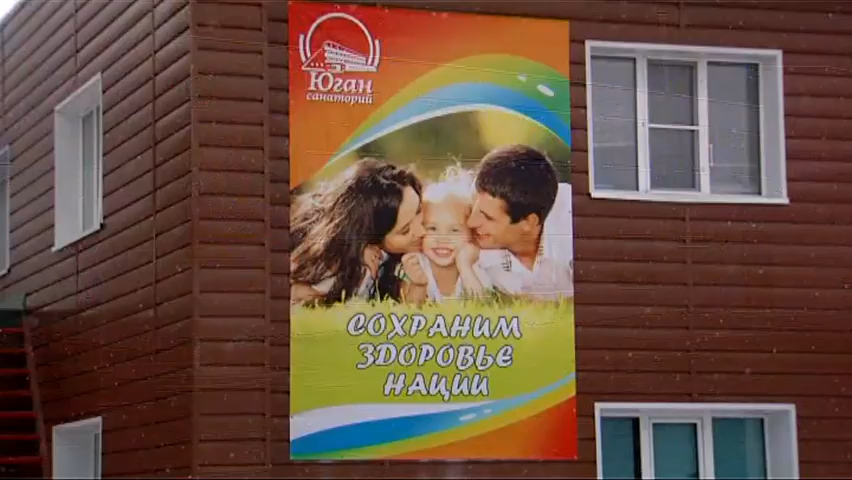 Юган
санаторий
СОХРАНИМ
ЗДОРОВЬЕ
НАЦИИ